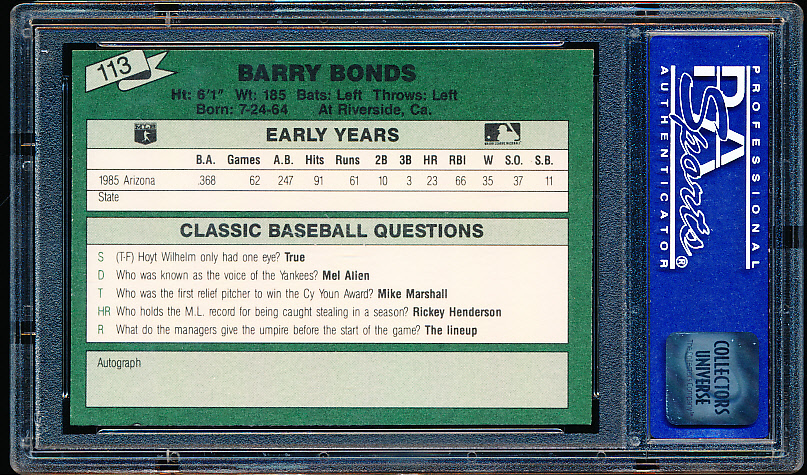 113
BARRY BONDS
Ht: 6'1" Wt: 185 Bats: Left Throws: Left
Born: 7-24-64 At Riverside, Ca.
EARLY YEARS
B.A. Games A.B. Hits Runs 2B 3B HR RBI W S.O. S.B.
1985 Arizona .368 62 247 91 61 10 3 23 66 35 37 11
State
CLASSIC BASEBALL QUESTIONS
S (T-F) Hoyt Wilhelm only had one eye? True
D Who was known as the voice of the Yankees? Mel Alien
T Who was the first relief pitcher to win the Cy Youn Award? Mike Marshall
HR Who holds the M.L. record for being caught stealing in a season? Rickey Henderson
R What do the managers give the umpire before the start of the game? The lineup
Autograph
PROFESSIONAL
PSA
Sports
AUTHENTICATOR®
COLLECTORS
UNIVERSE